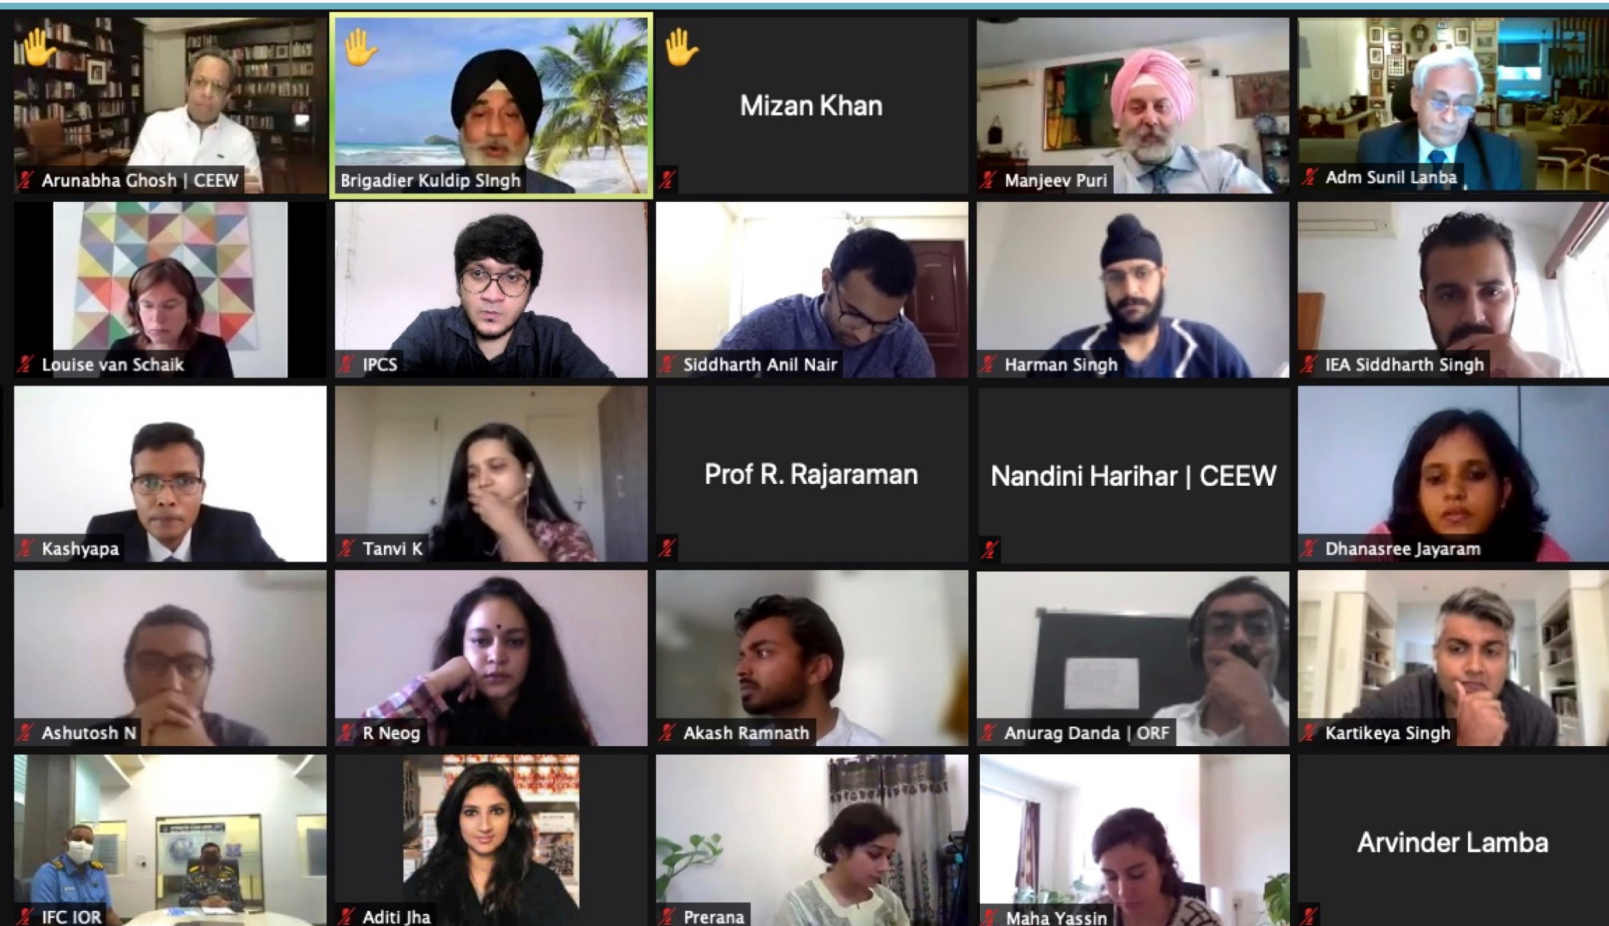 Arunabha Ghosh | CEEW
Brigadier Kuldip SIngh
Mizan Khan
Manjeev Puri
Adm Sunil Lanba
Louise van Schaik
IPCS
Siddharth Anil Nair
Harman Singh
IEA Siddharth Singh
Kashyapa
Tanvi K
Prof R. Rajaraman
Nandini Harihar | CEEW
Dhanasree Jayaram
Ashutosh N
R Neog
Akash Ramnath
Anurag Danda | ORF
Kartikeya Singh
IFC IOR
Aditi Jha
Prerana
Maha Yassin
Arvinder Lamba